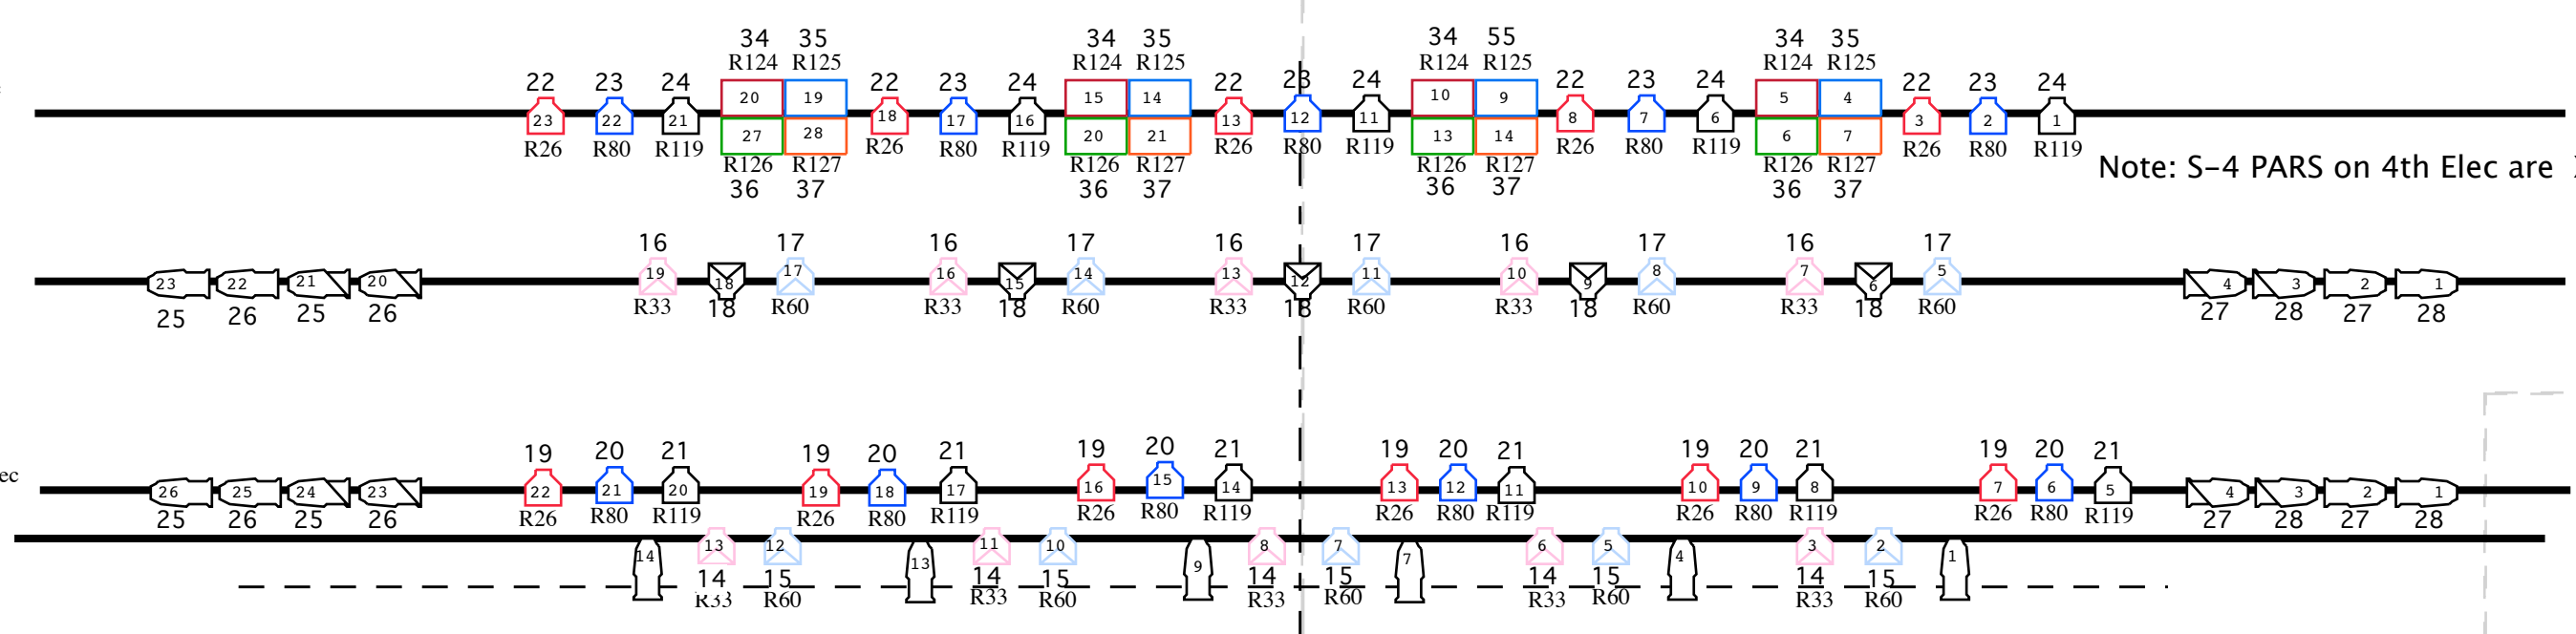 34 35 34 35 34 55 34 35
R124 R125 R124 R125 R124 R125 R124 R125
22 23 24 22 23 24 22 23 24 22 23 24 22 23 24
20 19 15 14 10 9 5 4
23 22 21 18 17 16 13 12 11 8 7 6 3 2 1
27 28 20 21 13 14 6 7
R26 R80 R119 R26 R80 R119 R26 R80 R119 R26 R80 R119 R26 R80 R119
R126 R127 R126 R127 R126 R127 R126 R127
Note: S-4 PARS on 4th Elec are
36 37 36 37 36 37 36 37
16 17 16 17 16 17 16 17 16 17
23 22 21 20 19 18 17 16 15 14 13 12 11 10 9 8 7 6 5 4 3 2 1
R33 18 R60 R33 18 R60 R33 18 R60 R33 18 R60 R33 18 R60
25 26 25 26 27 28 27 28
19 20 21 19 20 21 19 20 21 19 20 21 19 20 21 19 20 21
ec
26 25 24 23 22 21 20 19 18 17 16 15 14 13 12 11 10 9 8 7 6 5 4 3 2 1
R26 R80 R119 R26 R80 R119 R26 R80 R119 R26 R80 R119 R26 R80 R119 R26 R80 R119
25 26 25 26 27 28 27 28
14 13 12 13 11 10 9 8 7 7 6 5 4 3 2 1
14 15 14 15 14 15 14 15 14 15
R33 R60 R33 R60 R33 R60 R33 R60 R33 R60